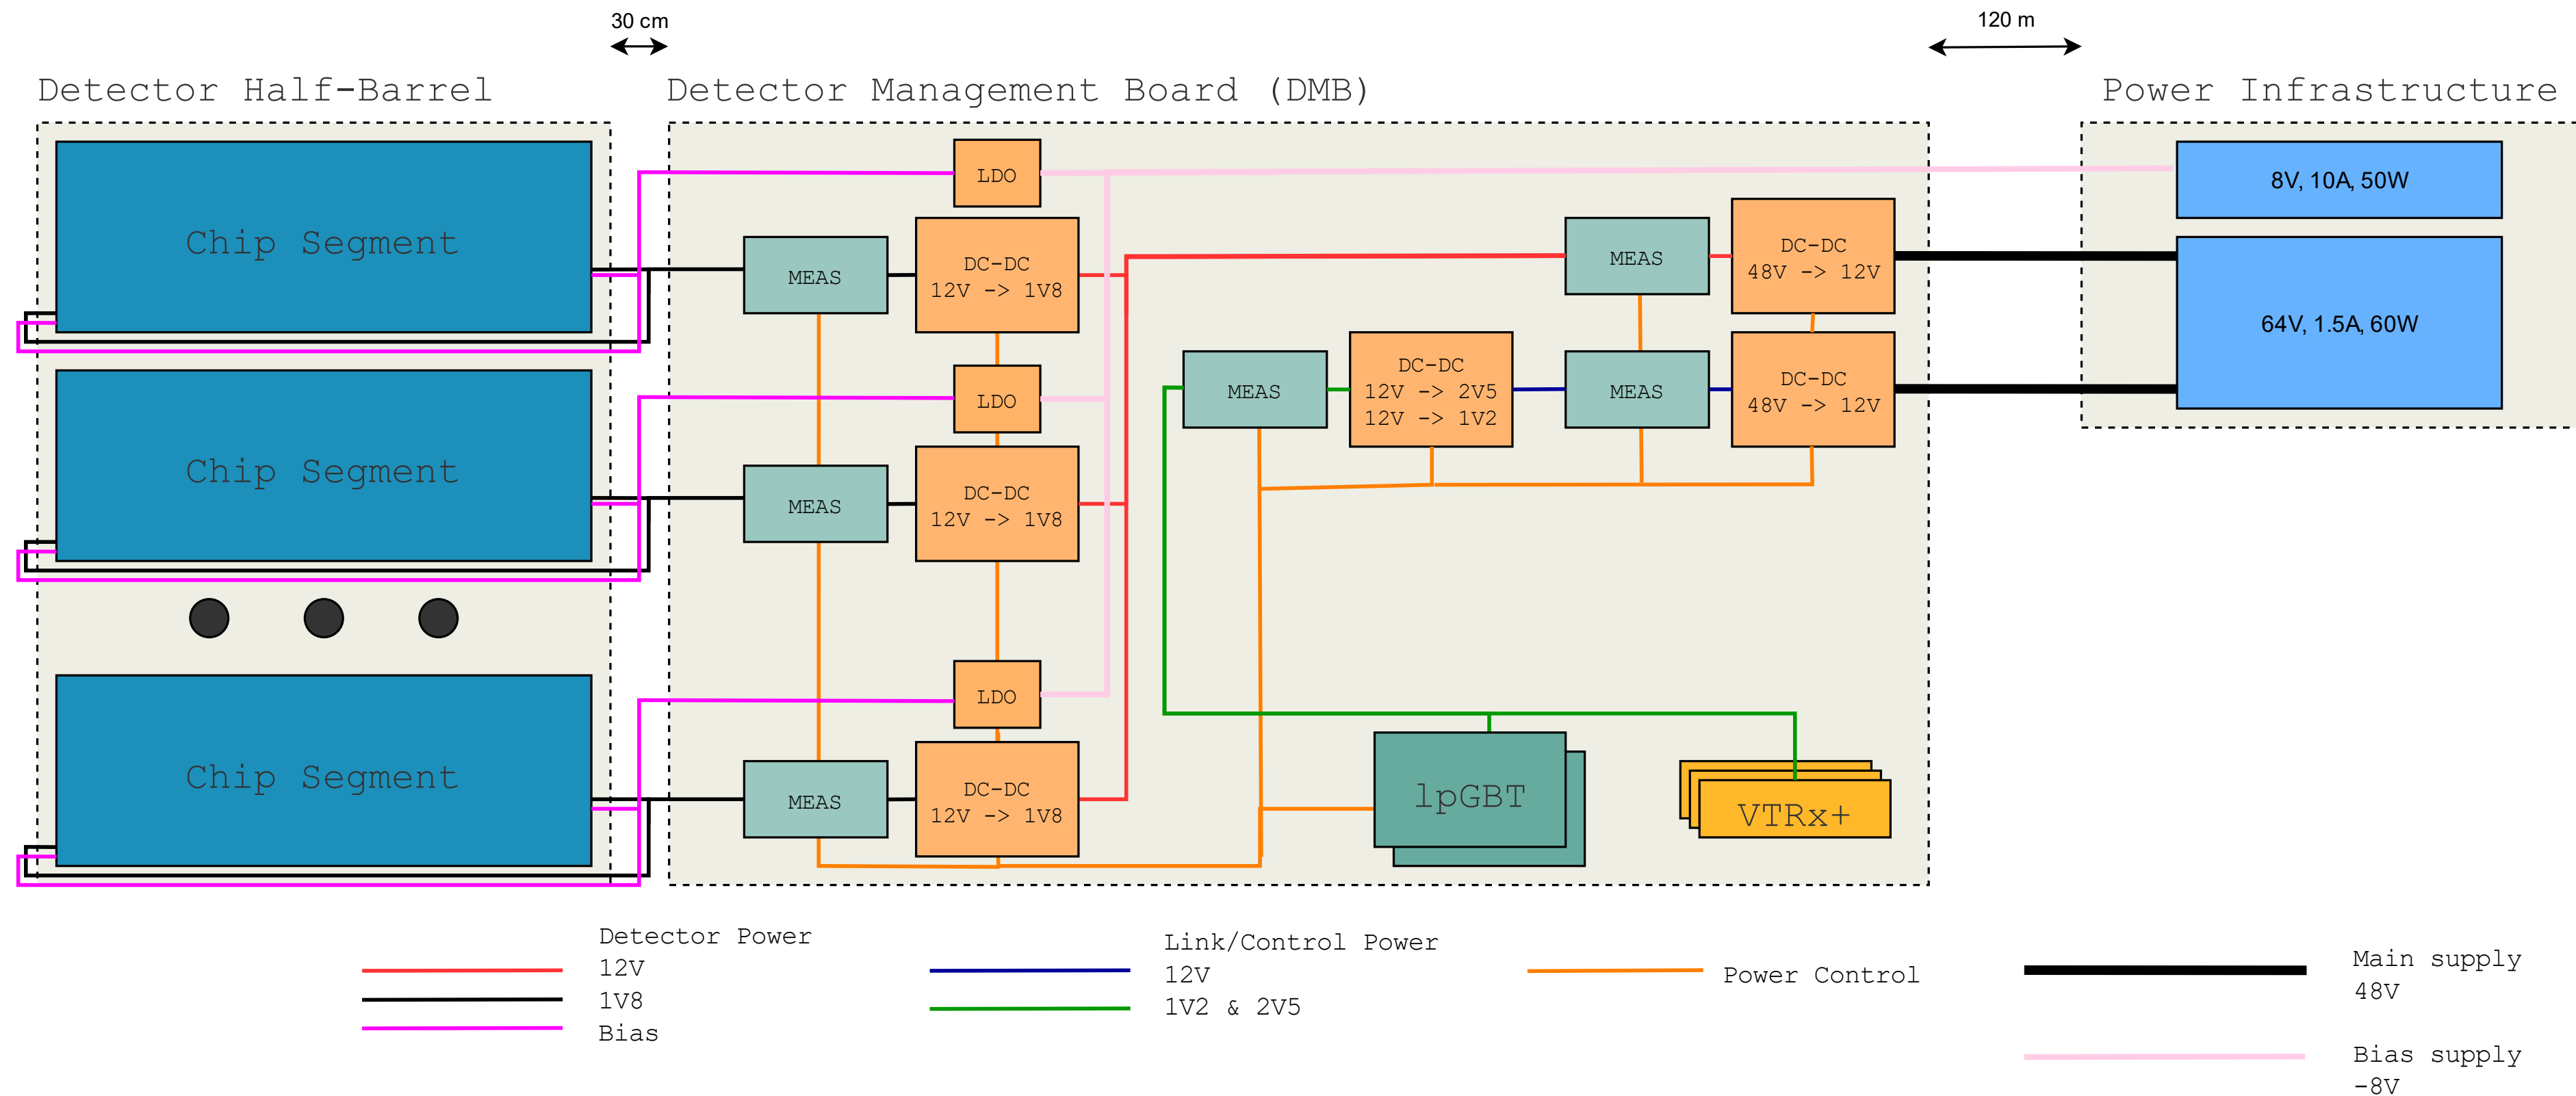 30 cm
120 m
Detector Half-Barrel
Detector Management Board (DMB)
Power Infrastructure
Chip Segment
Chip Segment
Chip Segment
LDO
MEAS
DC-DC
12V -> 1V8
LDO
MEAS
DC-DC
12V -> 1V8
LDO
MEAS
DC-DC
12V -> 1V8
MEAS
DC-DC
48V -> 12V
MEAS
DC-DC
12V -> 2V5
12V -> 1V2
MEAS
DC-DC
48V -> 12V
lpGBT
VTRx+
8V, 10A, 50W
64V, 1.5A, 60W
Detector Power
12V
1V8
Bias
Link/Control Power
12V
1V2 & 2V5
Power Control
Main supply
48V
Bias supply
-8V